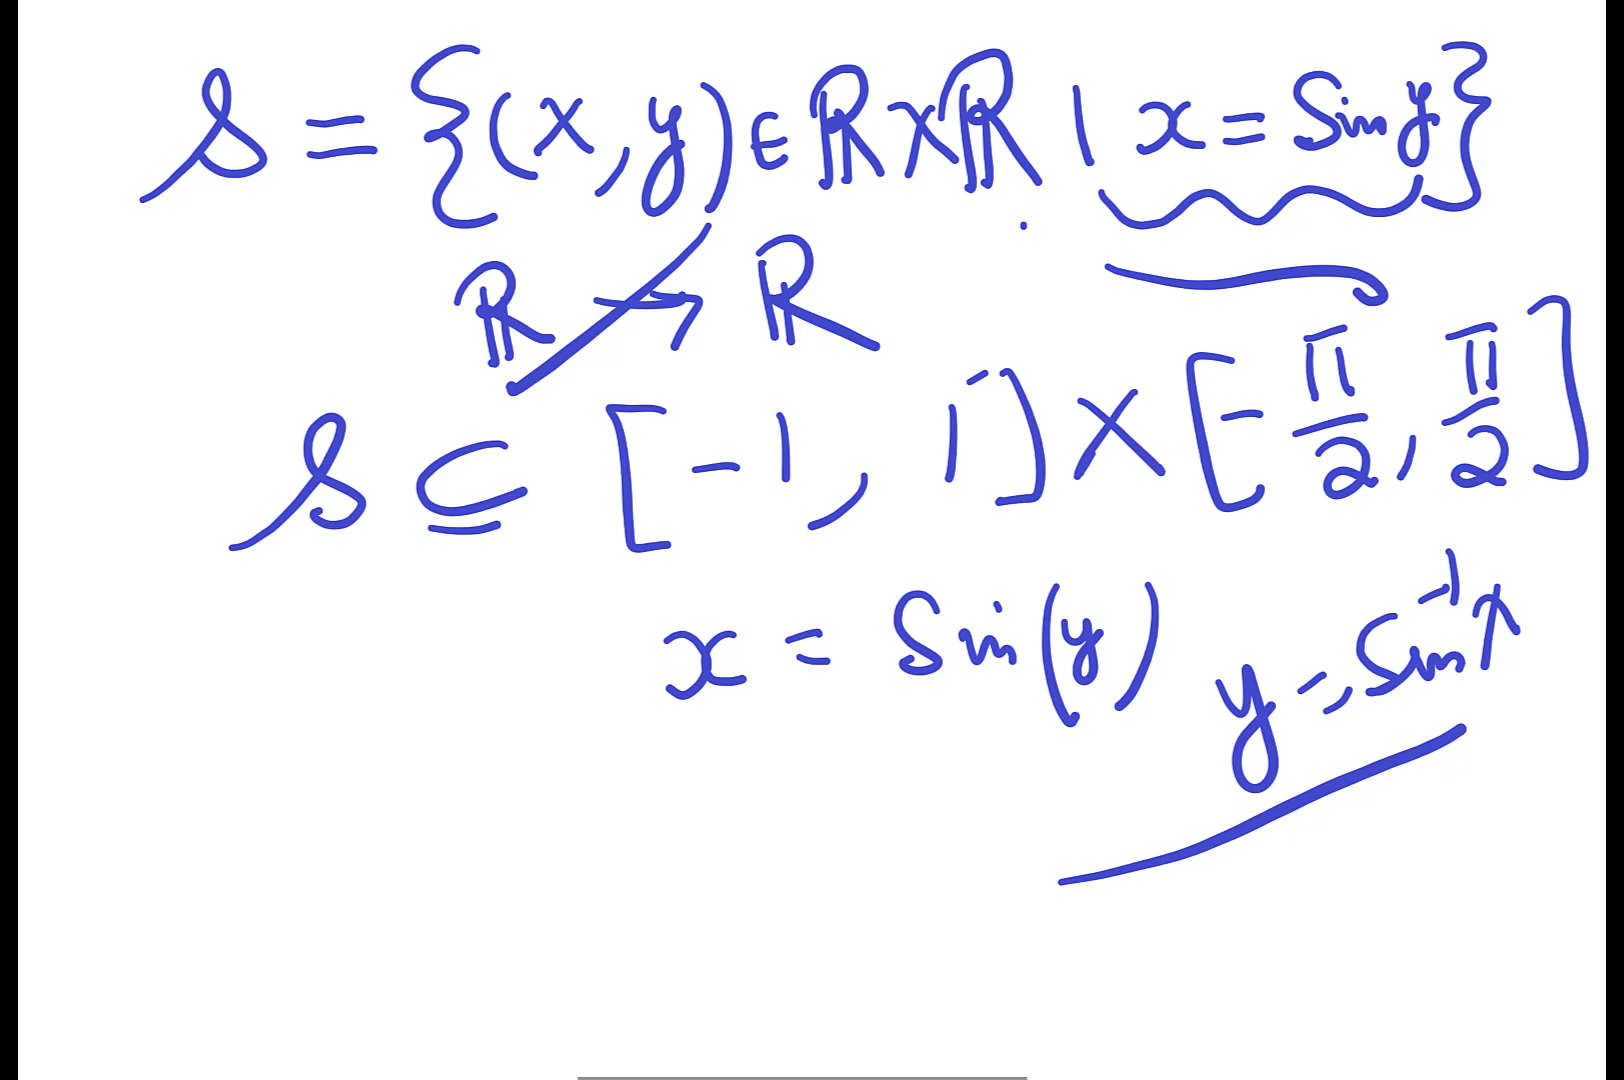 S = {(x, y) ∈ ℝ × ℝ | x = Sin y}
ℝ → ℝ
S ⊆ [-1, 1] × [-π/2, π/2]
x = Sin(y) y = Sin⁻¹x